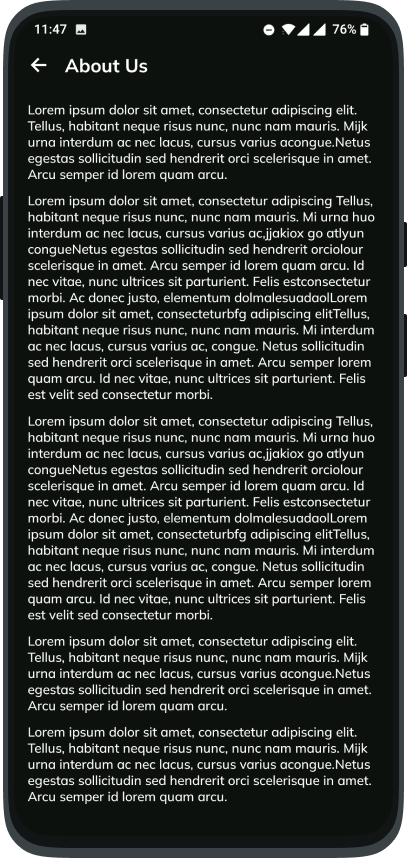 11:47 76%
About Us
Lorem ipsum dolor sit amet, consectetur adipiscing elit.
Tellus, habitant neque risus nunc, nunc nam mauris. Mijk
urna interdum ac nec lacus, cursus varius acongue.Netus
egestas sollicitudin sed hendrerit orci scelerisque in amet.
Arcu semper id lorem quam arcu.
Lorem ipsum dolor sit amet, consectetur adipiscing Tellus,
habitant neque risus nunc, nunc nam mauris. Mi urna huo
interdum ac nec lacus, cursus varius ac,jjakiox go atlyun
congueNetus egestas sollicitudin sed hendrerit orciolour
scelerisque in amet. Arcu semper id lorem quam arcu. Id
nec vitae, nunc ultrices sit parturient. Felis estconsectetur
morbi. Ac donec justo, elementum dolmalesuadaolLorem
ipsum dolor sit amet, consecteturbfg adipiscing elitTellus,
habitant neque risus nunc, nunc nam mauris. Mi interdum
ac nec lacus, cursus varius ac, congue. Netus sollicitudin
sed hendrerit orci scelerisque in amet. Arcu semper lorem
quam arcu. Id nec vitae, nunc ultrices sit parturient. Felis
est velit sed consectetur morbi.
Lorem ipsum dolor sit amet, consectetur adipiscing Tellus,
habitant neque risus nunc, nunc nam mauris. Mi urna huo
interdum ac nec lacus, cursus varius ac,jjakiox go atlyun
congueNetus egestas sollicitudin sed hendrerit orciolour
scelerisque in amet. Arcu semper id lorem quam arcu. Id
nec vitae, nunc ultrices sit parturient. Felis estconsectetur
morbi. Ac donec justo, elementum dolmalesuadaolLorem
ipsum dolor sit amet, consecteturbfg adipiscing elitTellus,
habitant neque risus nunc, nunc nam mauris. Mi interdum
ac nec lacus, cursus varius ac, congue. Netus sollicitudin
sed hendrerit orci scelerisque in amet. Arcu semper lorem
quam arcu. Id nec vitae, nunc ultrices sit parturient. Felis
est velit sed consectetur morbi.
Lorem ipsum dolor sit amet, consectetur adipiscing elit.
Tellus, habitant neque risus nunc, nunc nam mauris. Mijk
urna interdum ac nec lacus, cursus varius acongue.Netus
egestas sollicitudin sed hendrerit orci scelerisque in amet.
Arcu semper id lorem quam arcu.
Lorem ipsum dolor sit amet, consectetur adipiscing elit.
Tellus, habitant neque risus nunc, nunc nam mauris. Mijk
urna interdum ac nec lacus, cursus varius acongue.Netus
egestas sollicitudin sed hendrerit orci scelerisque in amet.
Arcu semper id lorem quam arcu.